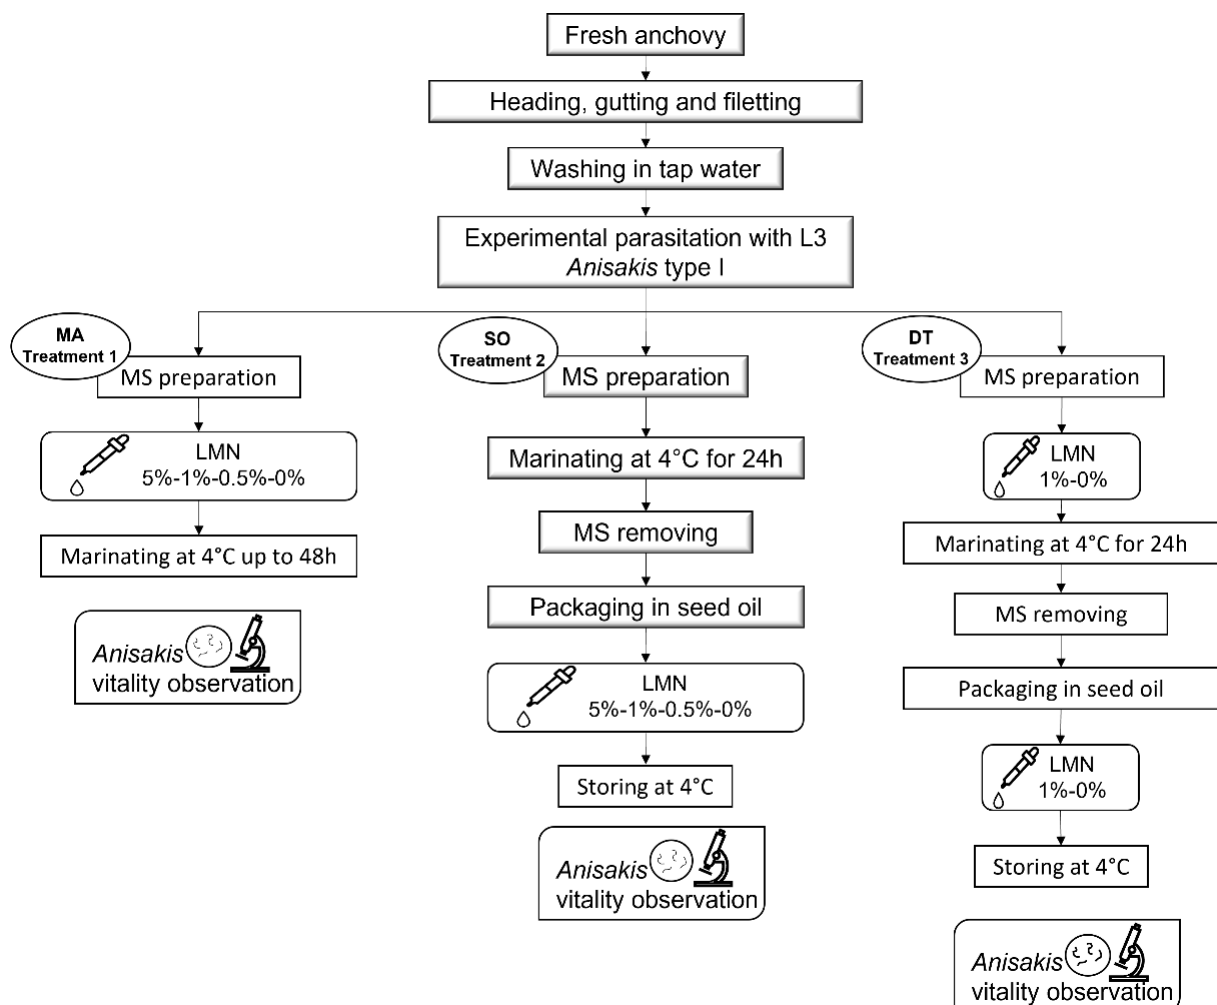 Fresh anchovy
Heading, gutting and filetting
Washing in tap water
Experimental parasitation with L3
Anisakis type I
MA
Treatment 1
MS preparation
LMN
5%-1%-0.5%-0%
Marinating at 4°C up to 48h
Anisakis
vitality observation
SO
Treatment 2
MS preparation
Marinating at 4°C for 24h
MS removing
Packaging in seed oil
LMN
5%-1%-0.5%-0%
Storing at 4°C
Anisakis
vitality observation
DT
Treatment 3
MS preparation
LMN
1%-0%
Marinating at 4°C for 24h
MS removing
Packaging in seed oil
LMN
1%-0%
Storing at 4°C
Anisakis
vitality observation